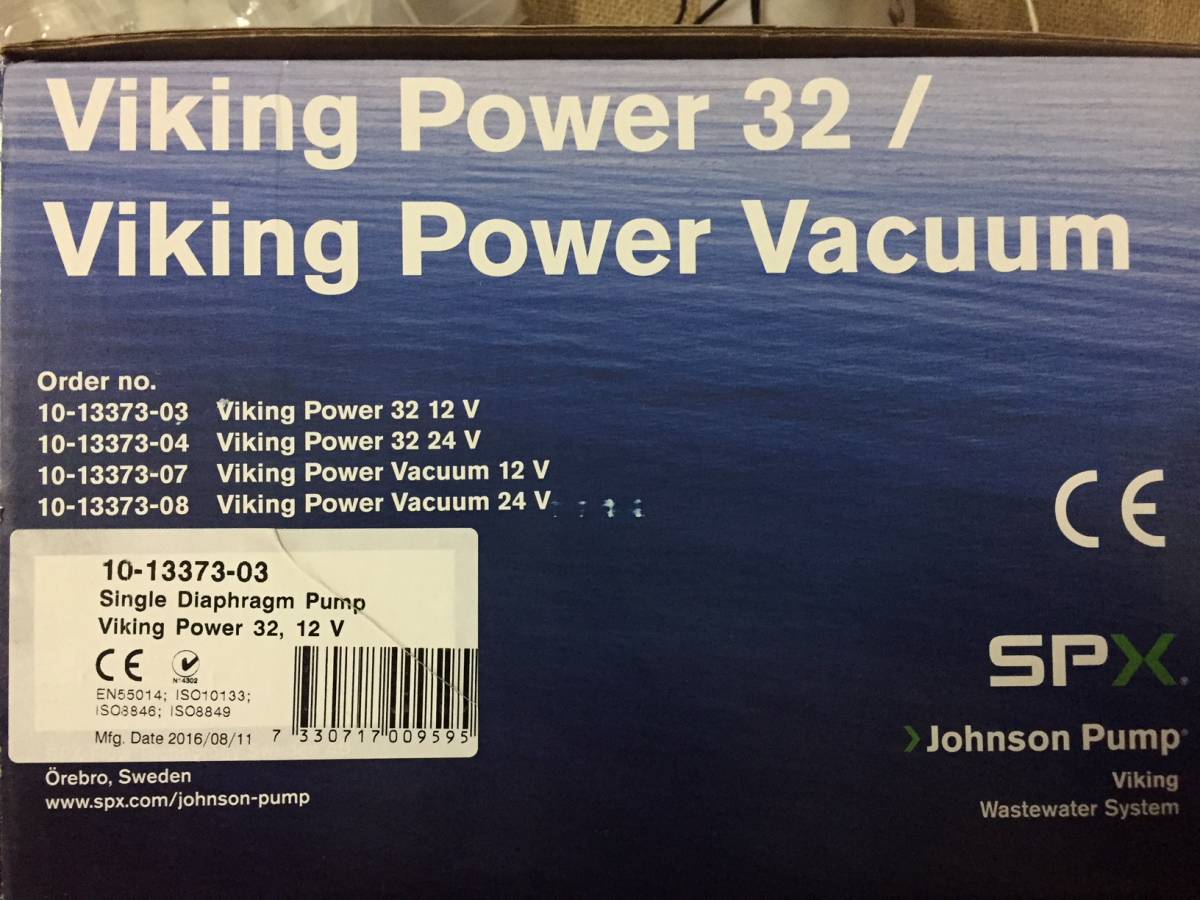 Viking Power 32 /
Viking Power Vacuum
Order no.
10-13373-03 Viking Power 32 12 V
10-13373-04 Viking Power 32 24 V
10-13373-07 Viking Power Vacuum 12 V
10-13373-08 Viking Power Vacuum 24 V
10-13373-03
Single Diaphragm Pump
Viking Power 32, 12 V
CE
N14302
EN55014; ISO10133;
ISO8846; ISO8849
Mfg. Date 2016/08/11
7 330717 009595
Örebro, Sweden
www.spx.com/johnson-pump
CE
SPX®
Johnson Pump®
Viking
Wastewater System